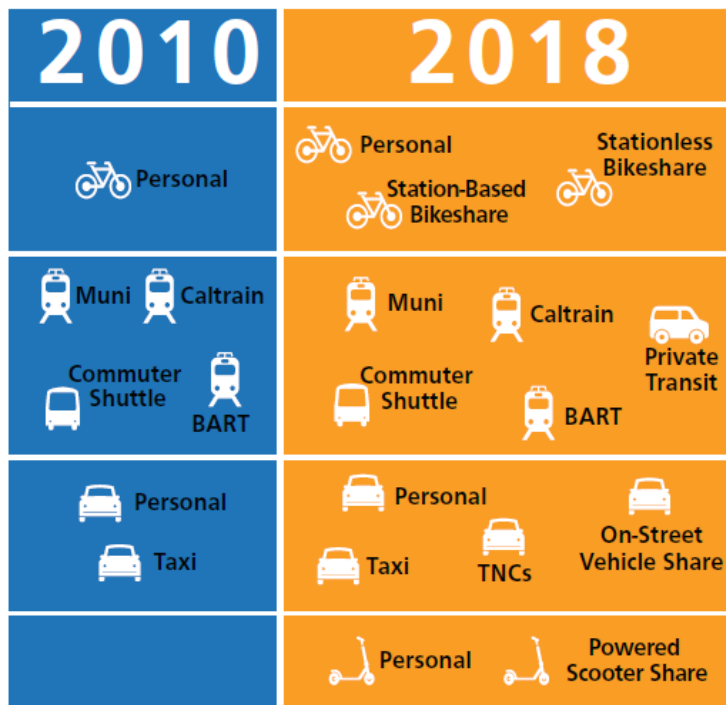 2010
2018
Personal
Personal
Station-Based
Bikeshare
Stationless
Bikeshare
Muni
Caltrain
Commuter
Shuttle
BART
Muni
Caltrain
Private
Transit
Commuter
Shuttle
BART
Personal
Taxi
Personal
Taxi
TNCs
On-Street
Vehicle Share
Personal
Powered
Scooter Share